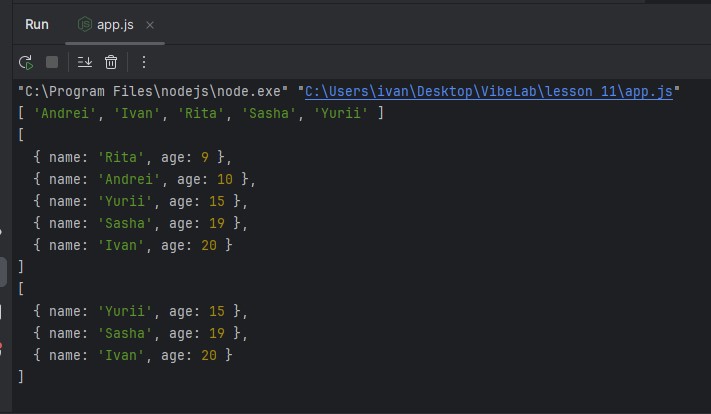 Run
app.js
"C:\Program Files\nodejs\node.exe" "C:\Users\ivan\Desktop\VibeLab\lesson 11\app.js"
[ 'Andrei', 'Ivan', 'Rita', 'Sasha', 'Yurii' ]
[
  { name: 'Rita', age: 9 },
  { name: 'Andrei', age: 10 },
  { name: 'Yurii', age: 15 },
  { name: 'Sasha', age: 19 },
  { name: 'Ivan', age: 20 }
]
[
  { name: 'Yurii', age: 15 },
  { name: 'Sasha', age: 19 },
  { name: 'Ivan', age: 20 }
]